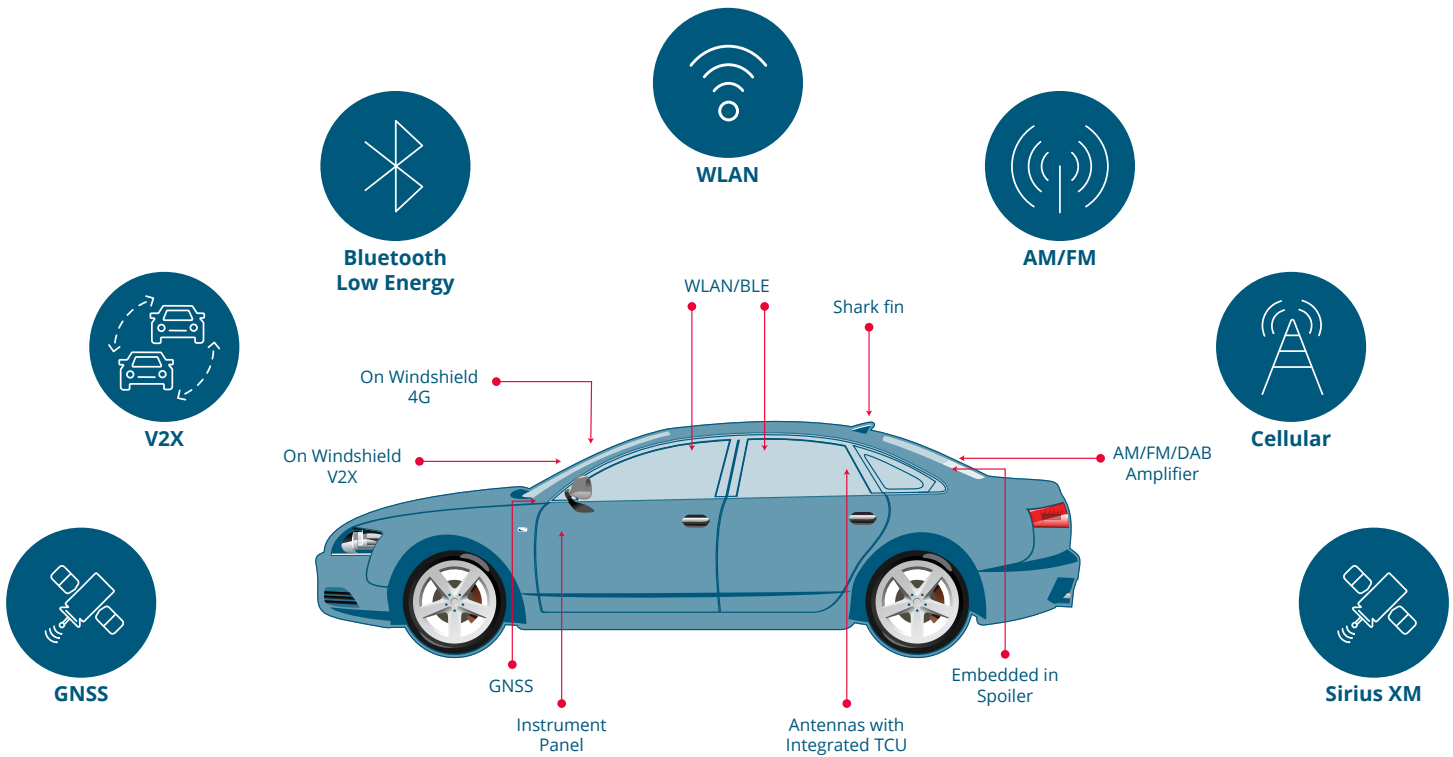 WLAN
Bluetooth
Low Energy
AM/FM
V2X
Cellular
GNSS
Sirius XM
WLAN/BLE
Shark fin
On Windshield
4G
On Windshield
V2X
AM/FM/DAB
Amplifier
GNSS
Instrument
Panel
Antennas with
Integrated TCU
Embedded in
Spoiler